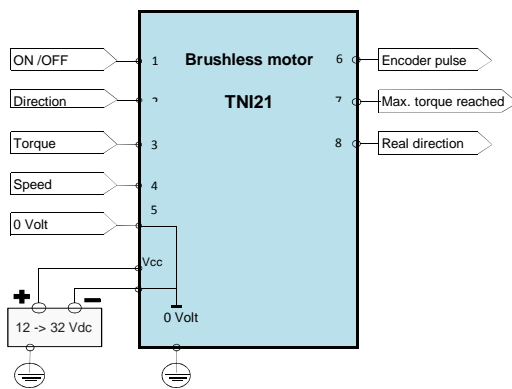 ON /OFF
1
Brushless motor
6
Encoder pulse
Direction
TNI21
7
Max. torque reached
Torque
3
8
Real direction
Speed
4
0 Volt
5
Vcc
+
−
12 -> 32 Vdc
0 Volt